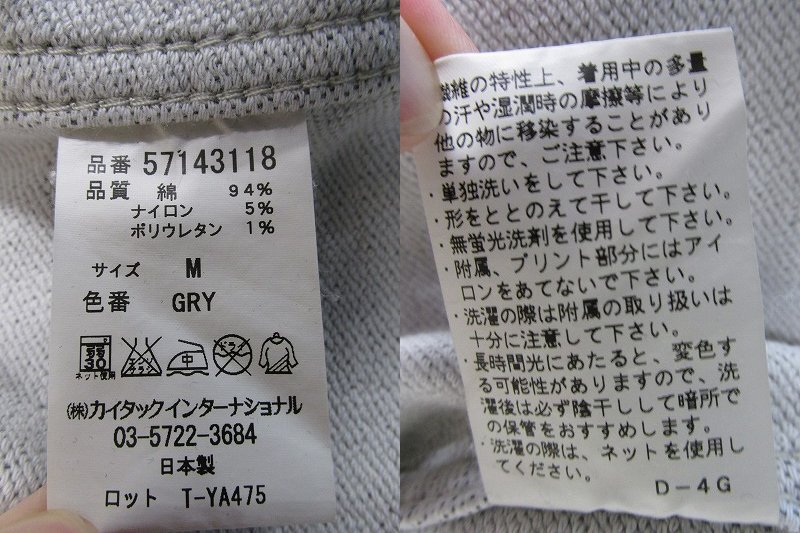 品番 57143118
品質 綿 94%
ナイロン 5%
ポリウレタン 1%
サイズ M
色番 GRY
弱
30
エンソサラシ
中
ドライ
ネット使用
㈱カイタックインターナショナル
03-5722-3684
日本製
ロット T-YA475
繊維の特性上、着用中の多量
の汗や湿潤時の摩擦等により
他の物に移染することがあり
ますので、ご注意下さい。
・単独洗いをして下さい。
・形をととのえて干して下さい。
・無蛍光洗剤を使用して下さい。
・附属、プリント部分にはアイ
ロンをあてないで下さい。
・洗濯の際は附属の取り扱いは
十分に注意して下さい。
・長時間光にあたると、変色す
る可能性がありますので、洗
濯後は必ず陰干しして暗所で
の保管をおすすめします。
・洗濯の際は、ネットを使用し
てください。
D-4G